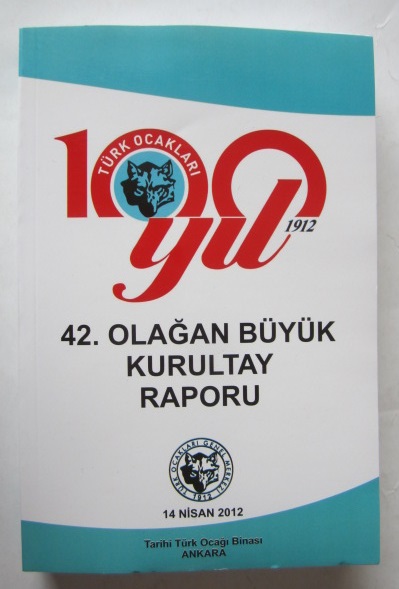 100
TÜRK OCAKLARI
yıl
1912
42. OLAĞAN BÜYÜK
KURULTAY
RAPORU
TÜRK OCAKLARI GENEL MERKEZİ
1912
14 NİSAN 2012
Tarihi Türk Ocağı Binası
ANKARA